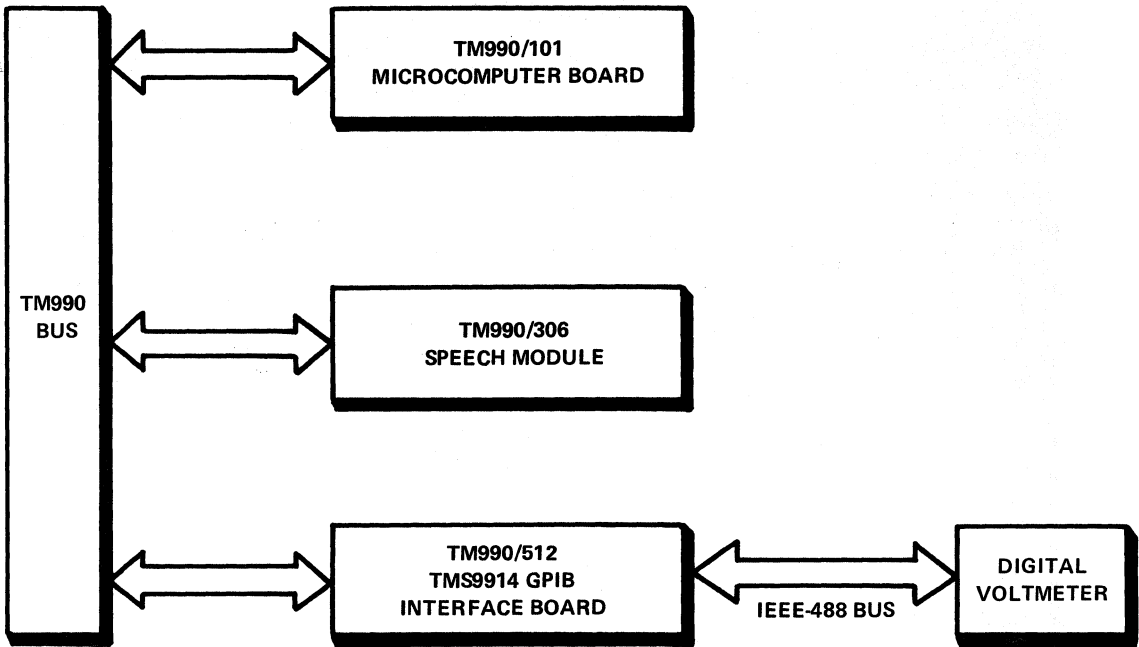 TM990/101
MICROCOMPUTER BOARD
TM990
BUS
TM990/306
SPEECH MODULE
TM990/512
TMS9914 GPIB
INTERFACE BOARD
IEEE-488 BUS
DIGITAL
VOLTMETER